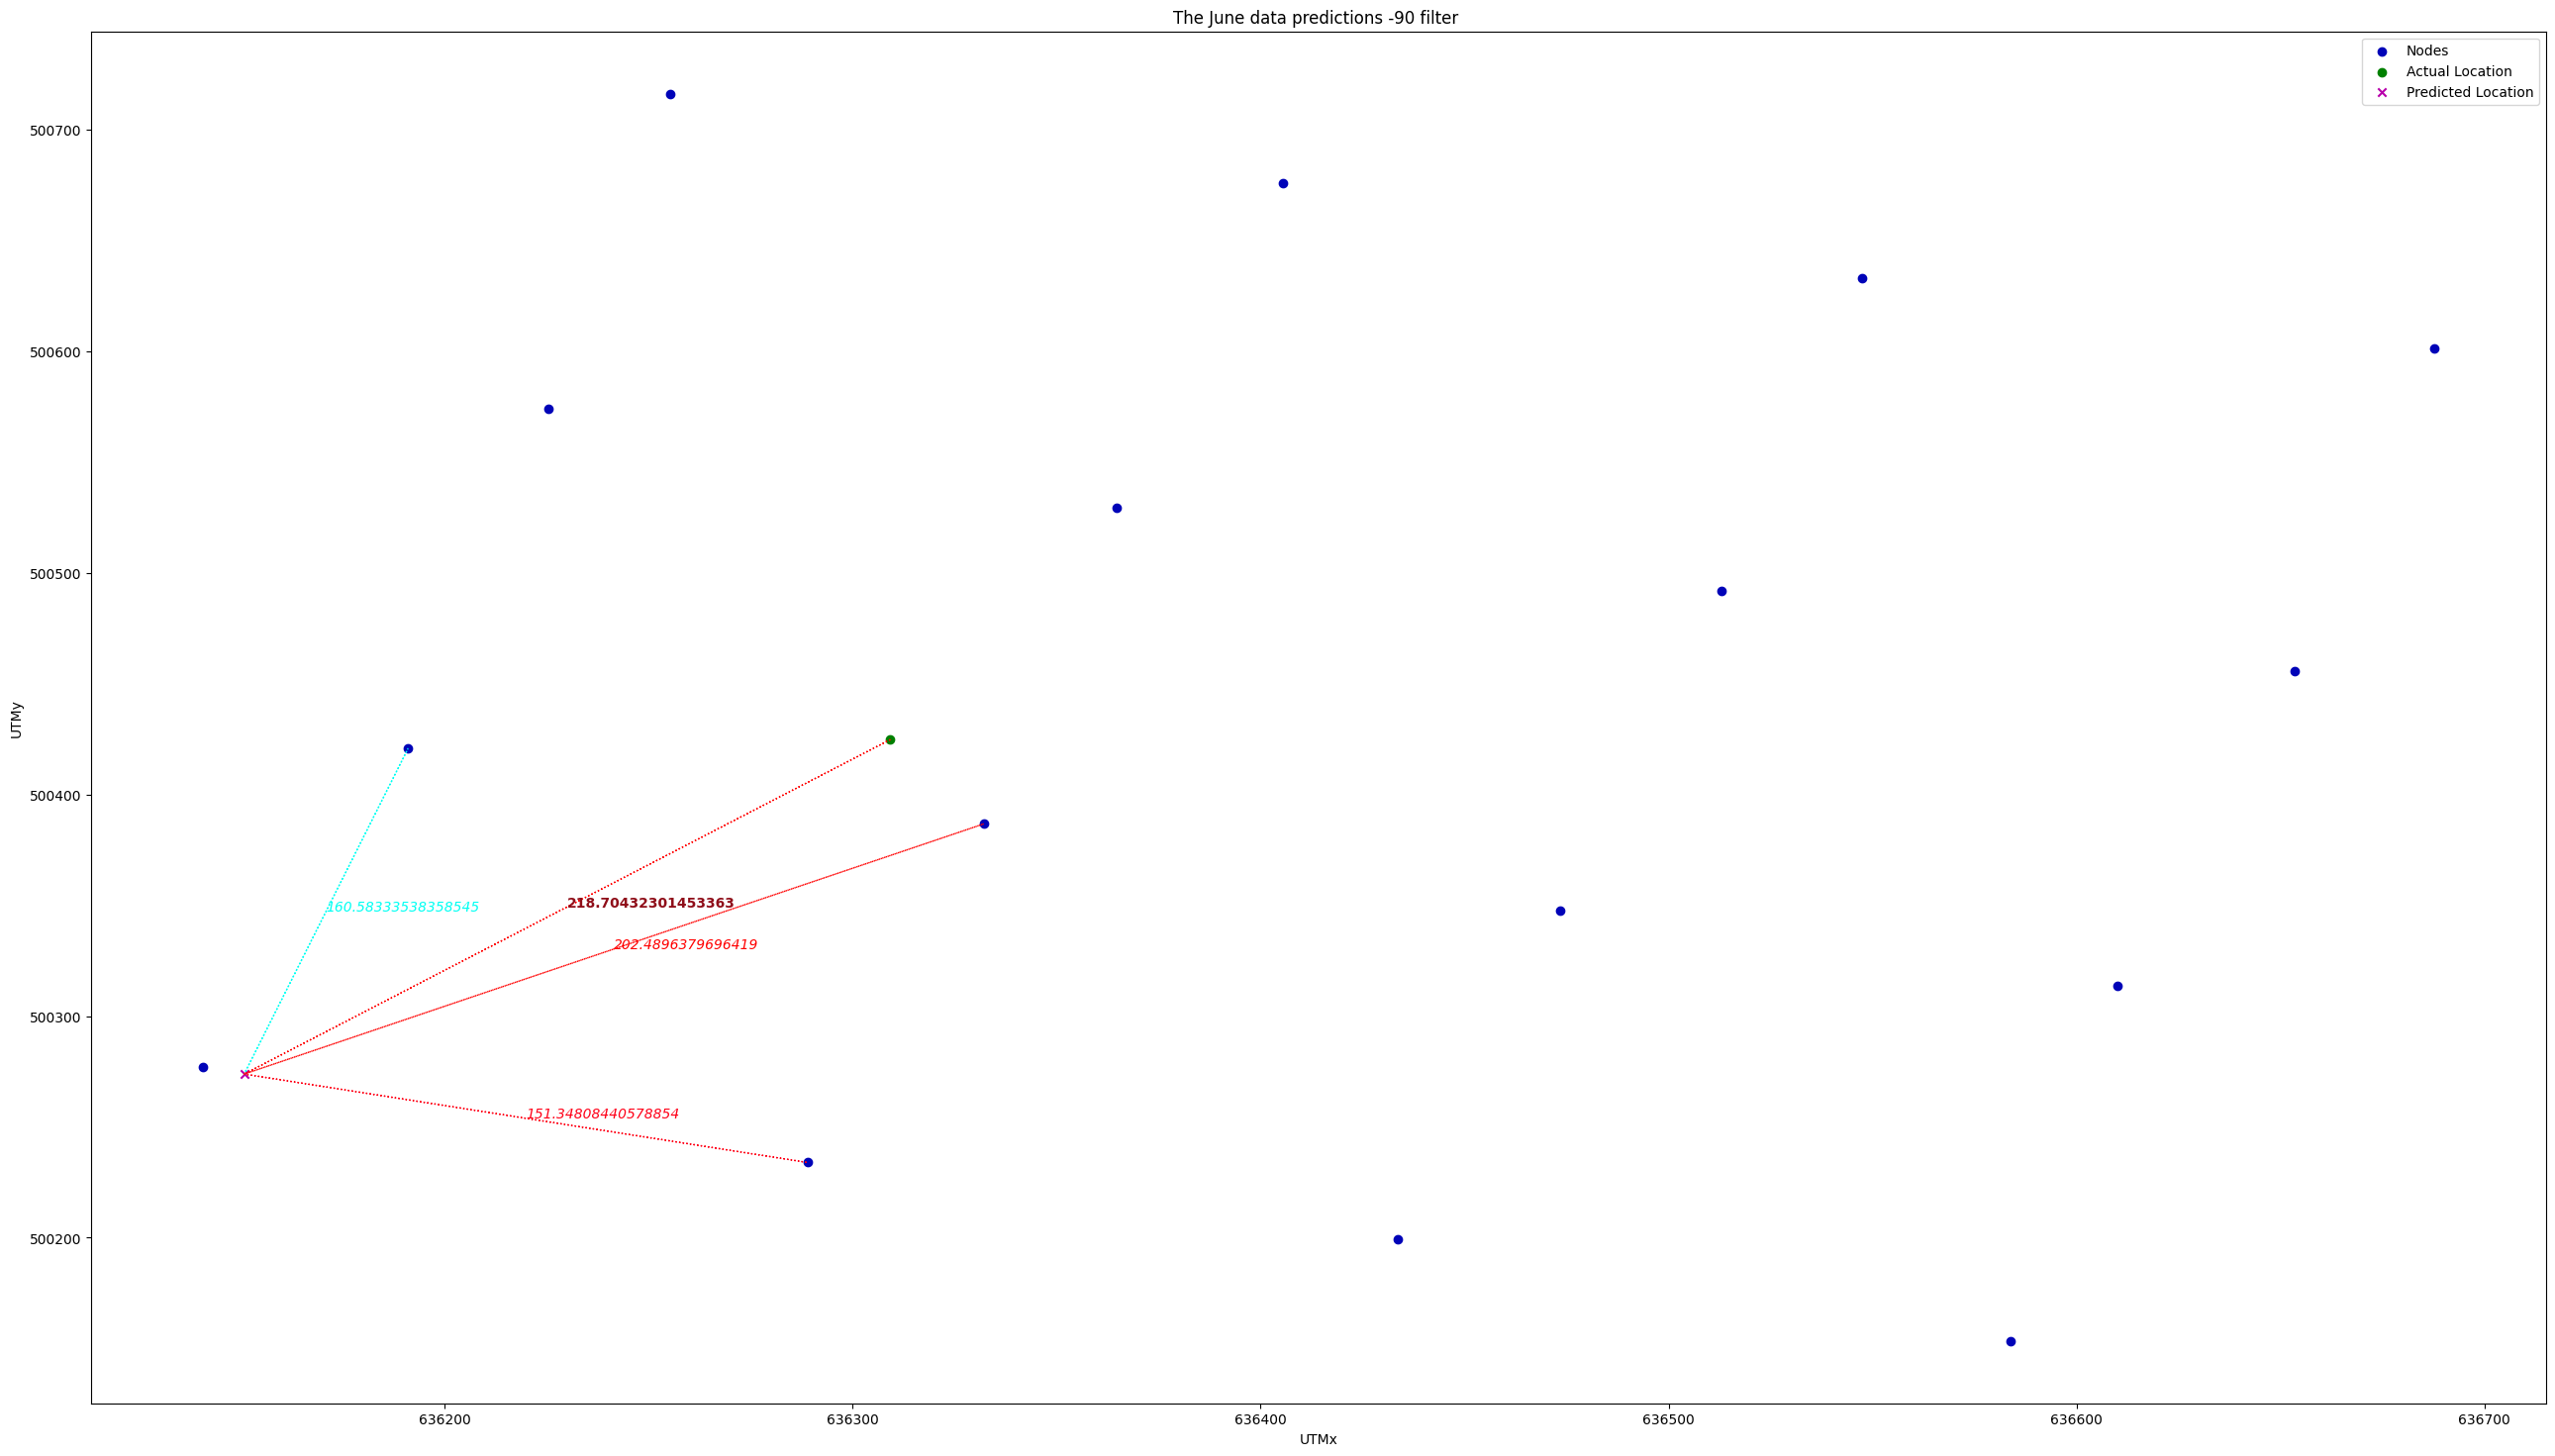 The June data predictions -90 filter
Nodes
Actual Location
Predicted Location
500700
500600
500500
500400
500300
500200
UTMy
160.58333538358545
218.70432301453363
202.4896379696419
151.34808440578854
636200
636300
636400
636500
636600
636700
UTMx